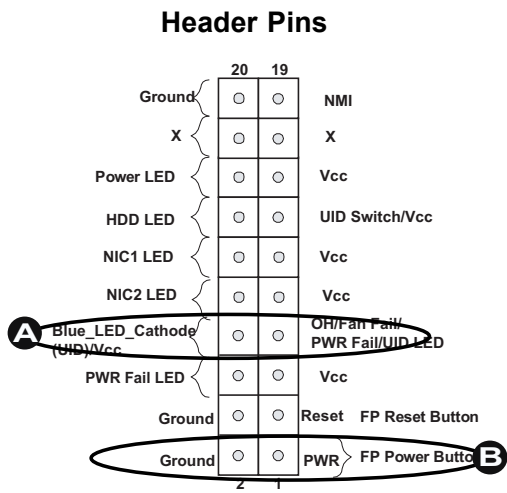 Header Pins
20 19
Ground NMI
X X
Power LED Vcc
HDD LED UID Switch/Vcc
NIC1 LED Vcc
NIC2 LED Vcc
A Blue_LED_Cathode (UID)/Vcc OH/Fan Fail/ PWR Fail/UID LED
PWR Fail LED Vcc
Ground Reset FP Reset Button
Ground PWR FP Power Butto B
2 1